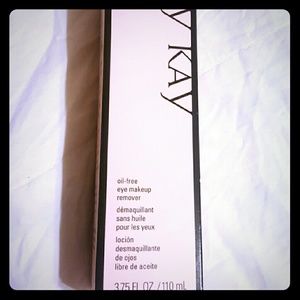 y KAY
oil-free
eye makeup
remover
démaquillant
sans huile
pour les yeux
loción
desmaquillante
de ojos
libre de aceite
3.75 FL OZ / 110 mL